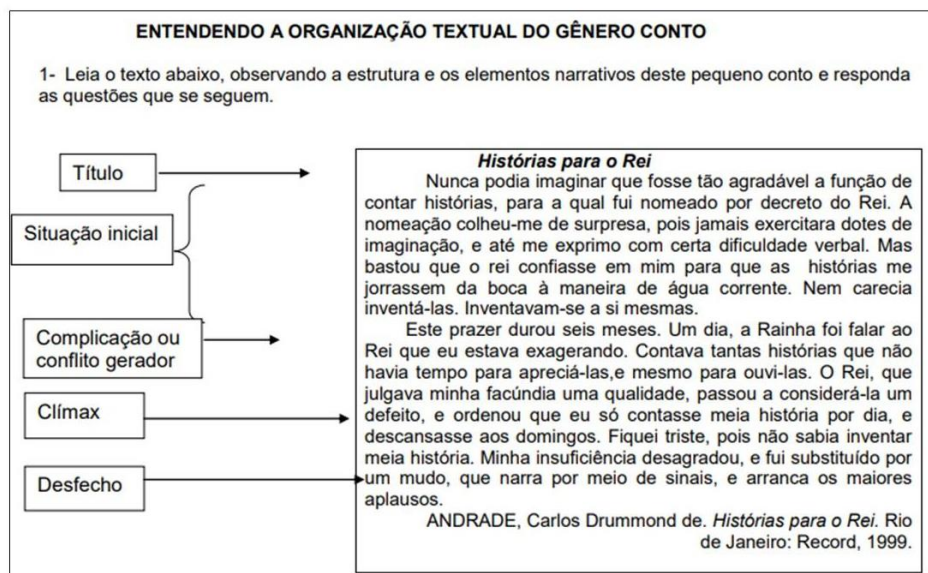 ENTENDENDO A ORGANIZAÇÃO TEXTUAL DO GÊNERO CONTO
1- Leia o texto abaixo, observando a estrutura e os elementos narrativos deste pequeno conto e responda
as questões que se seguem.
Título
Situação inicial
Complicação ou
conflito gerador
Clímax
Desfecho
Histórias para o Rei
Nunca podia imaginar que fosse tão agradável a função de
contar histórias, para a qual fui nomeado por decreto do Rei. A
nomeação colheu-me de surpresa, pois jamais exercitara dotes de
imaginação, e até me exprimo com certa dificuldade verbal. Mas
bastou que o rei confiasse em mim para que as histórias me
jorrassem da boca à maneira de água corrente. Nem carecia
inventá-las. Inventavam-se a si mesmas.
Este prazer durou seis meses. Um dia, a Rainha foi falar ao
Rei que eu estava exagerando. Contava tantas histórias que não
havia tempo para apreciá-las,e mesmo para ouvi-las. O Rei, que
julgava minha facúndia uma qualidade, passou a considerá-la um
defeito, e ordenou que eu só contasse meia história por dia, e
descansasse aos domingos. Fiquei triste, pois não sabia inventar
meia história. Minha insuficiência desagradou, e fui substituído por
um mudo, que narra por meio de sinais, e arranca os maiores
aplausos.
ANDRADE, Carlos Drummond de. Histórias para o Rei. Rio
de Janeiro: Record, 1999.